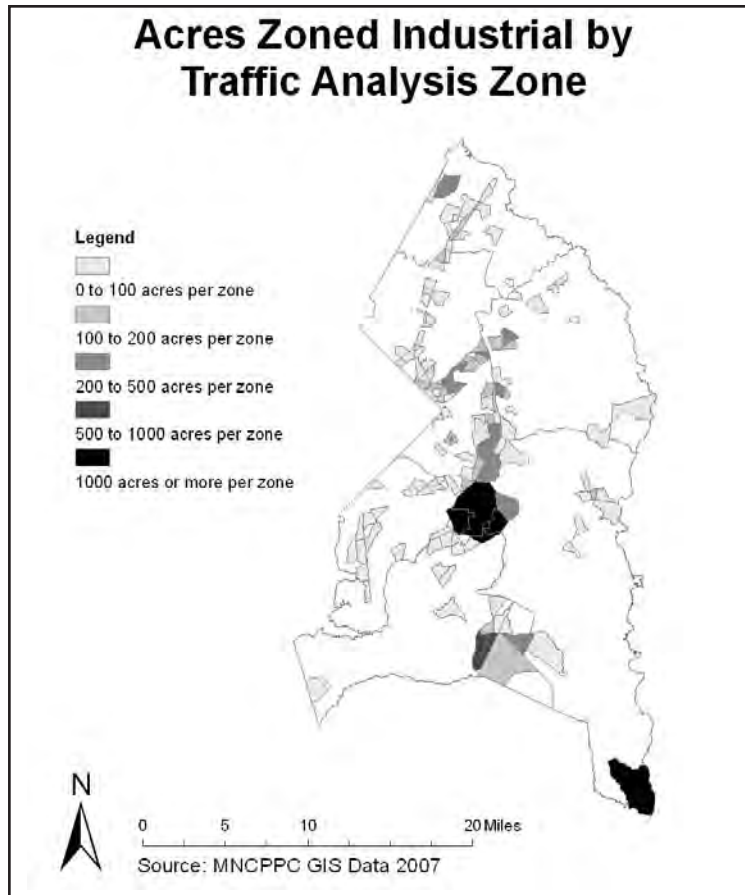 Acres Zoned Industrial by
Traffic Analysis Zone
Legend
0 to 100 acres per zone
100 to 200 acres per zone
200 to 500 acres per zone
500 to 1000 acres per zone
1000 acres or more per zone
N
0 5 10 20 Miles
Source: MNCPPC GIS Data 2007